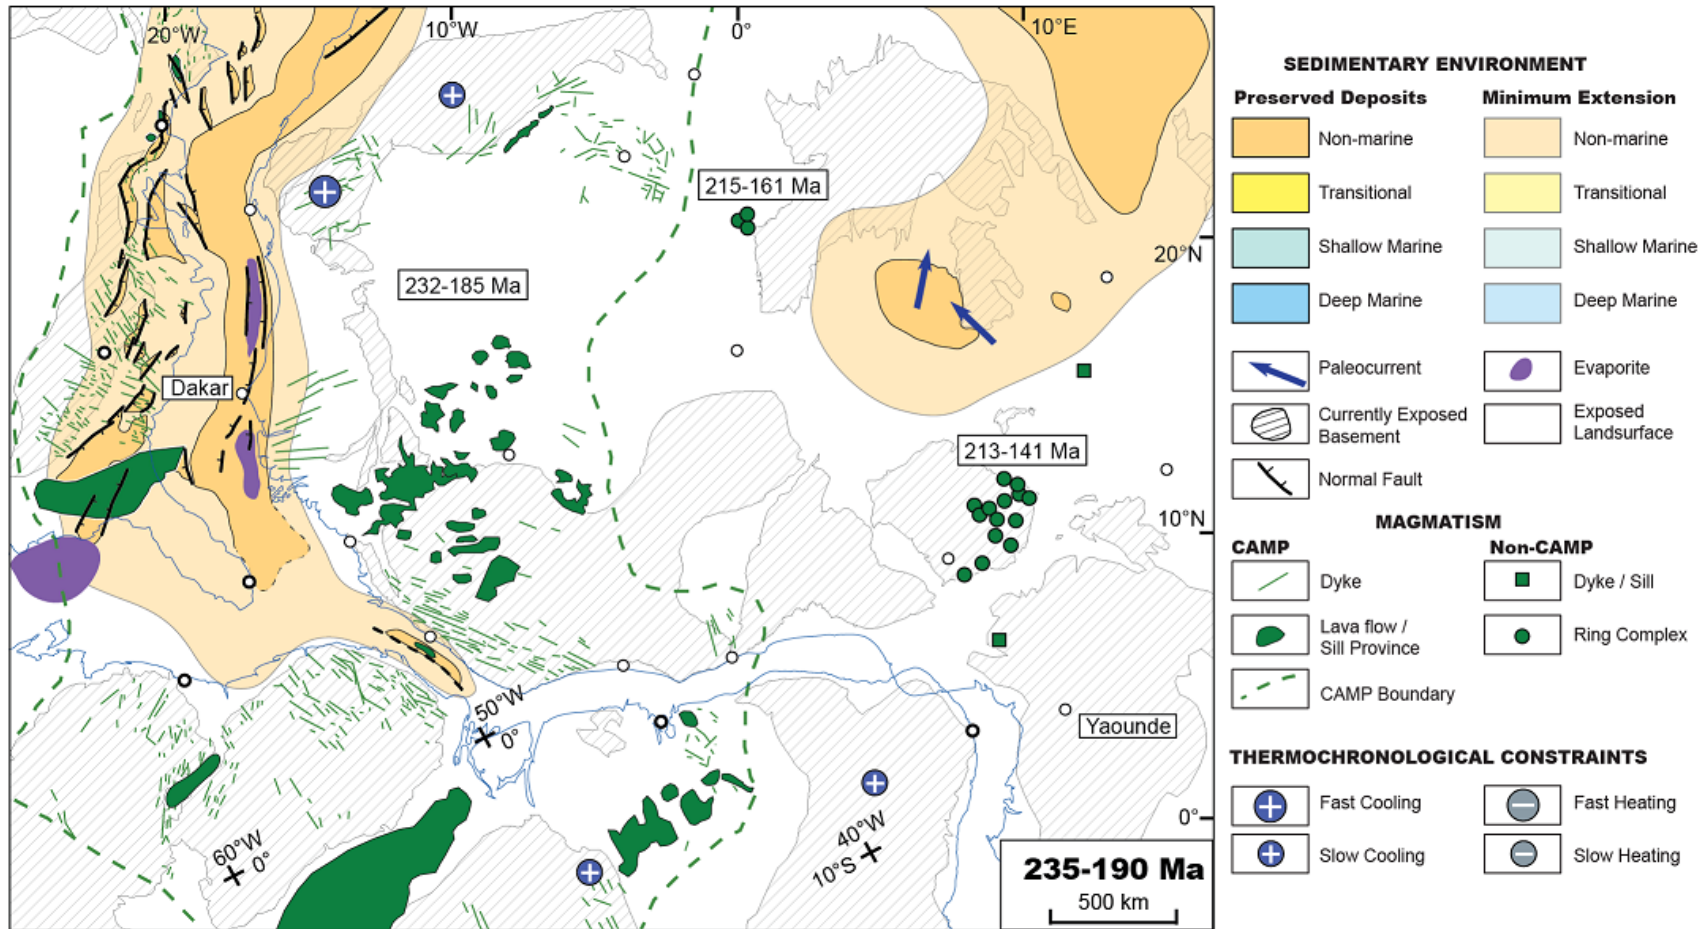 20°W
10°W
0°
10°E
215-161 Ma
20°N
232-185 Ma
Dakar
213-141 Ma
10°N
50°W
0°
Yaounde
0°
40°W
10°S
60°W
0°
235-190 Ma
500 km
SEDIMENTARY ENVIRONMENT
Preserved Deposits
Minimum Extension
Non-marine
Non-marine
Transitional
Transitional
Shallow Marine
Shallow Marine
Deep Marine
Deep Marine
Paleocurrent
Evaporite
Currently Exposed
Basement
Exposed
Landsurface
Normal Fault
MAGMATISM
CAMP
Non-CAMP
Dyke
Dyke / Sill
Lava flow /
Sill Province
Ring Complex
CAMP Boundary
THERMOCHRONOLOGICAL CONSTRAINTS
Fast Cooling
Fast Heating
Slow Cooling
Slow Heating